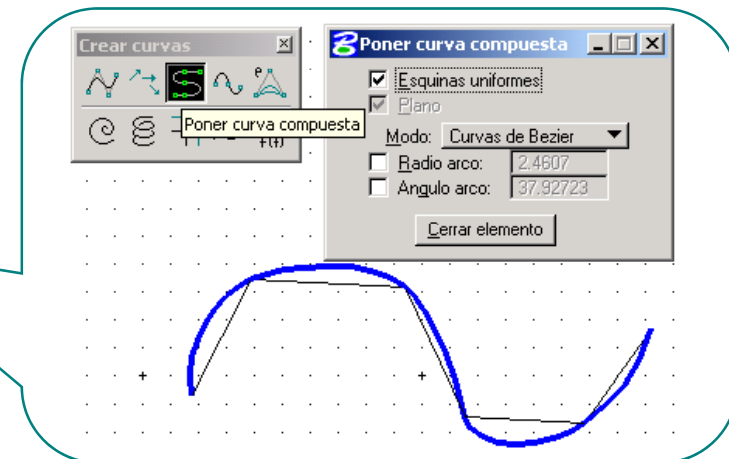 Crear curvas
Poner curva compuesta
Poner curva compuesta
Esquinas uniformes
Plano
Modo: Curvas de Bezier
Radio arco: 2.4607
Angulo arco: 37.92723
Cerrar elemento